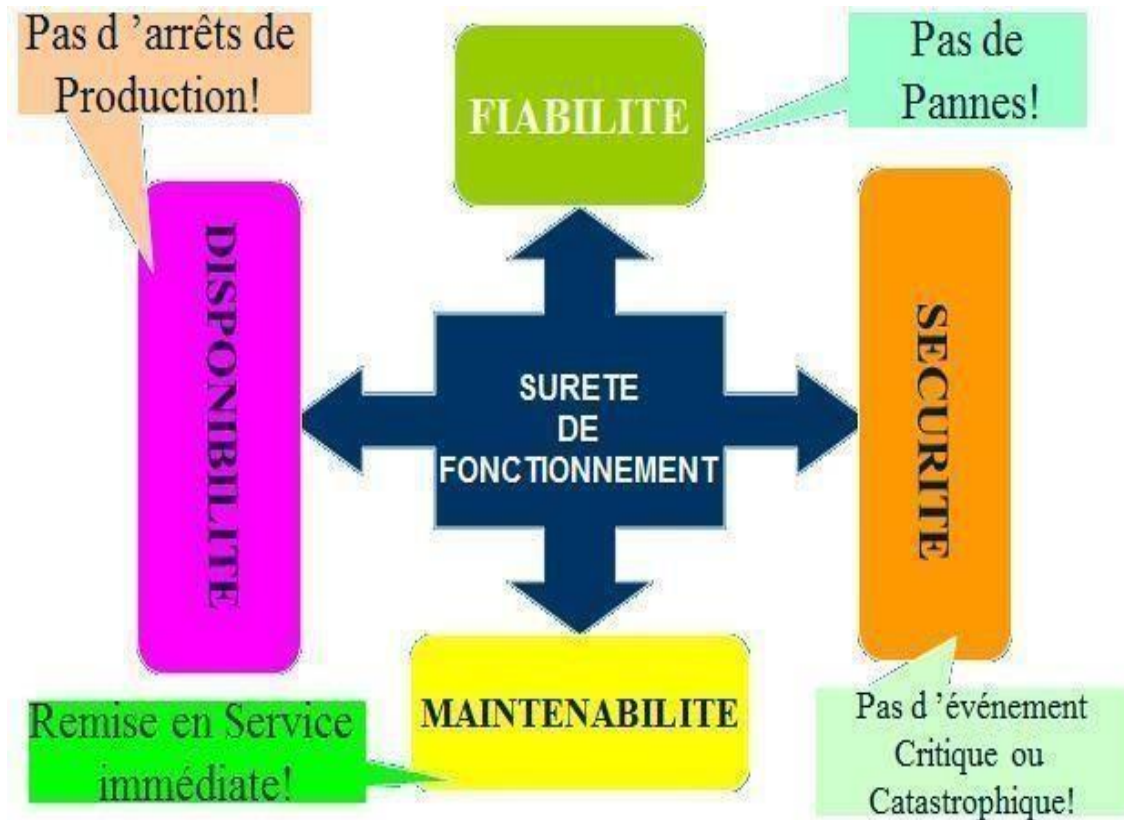 Pas d ’arrêts de
Production!
FIABILITE
Pas de
Pannes!
DISPONIBILITE
SURETE
DE
FONCTIONNEMENT
SECURITE
MAINTENABILITE
Remise en Service
immédiate!
Pas d ’événement
Critique ou
Catastrophique!